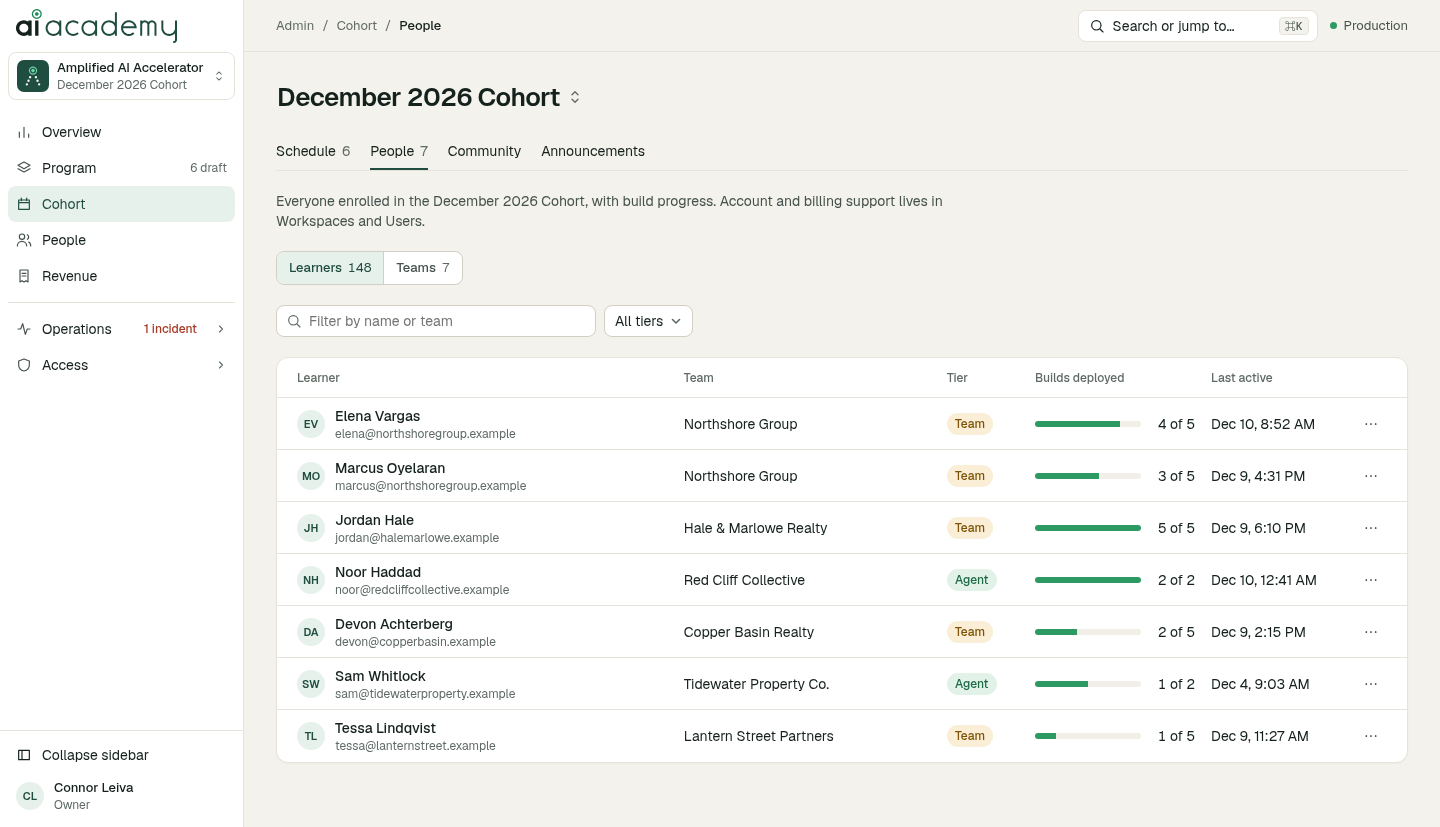 ai academy
Amplified AI Accelerator
December 2026 Cohort
Overview
Program 6 draft
Cohort
People
Revenue
Operations 1 incident
Access
Collapse sidebar
CL Connor Leiva
Owner
Admin / Cohort / People
Search or jump to… ⌘K Production
December 2026 Cohort
Schedule 6 People 7 Community Announcements
Everyone enrolled in the December 2026 Cohort, with build progress. Account and billing support lives in
Workspaces and Users.
Learners 148 Teams 7
Filter by name or team All tiers
Learner Team Tier Builds deployed Last active
EV Elena Vargas Northshore Group Team 4 of 5 Dec 10, 8:52 AM ···
elena@northshoregroup.example
MO Marcus Oyelaran Northshore Group Team 3 of 5 Dec 9, 4:31 PM ···
marcus@northshoregroup.example
JH Jordan Hale Hale & Marlowe Realty Team 5 of 5 Dec 9, 6:10 PM ···
jordan@halemarlowe.example
NH Noor Haddad Red Cliff Collective Agent 2 of 2 Dec 10, 12:41 AM ···
noor@redcliffcollective.example
DA Devon Achterberg Copper Basin Realty Team 2 of 5 Dec 9, 2:15 PM ···
devon@copperbasin.example
SW Sam Whitlock Tidewater Property Co. Agent 1 of 2 Dec 4, 9:03 AM ···
sam@tidewaterproperty.example
TL Tessa Lindqvist Lantern Street Partners Team 1 of 5 Dec 9, 11:27 AM ···
tessa@lanternstreet.example